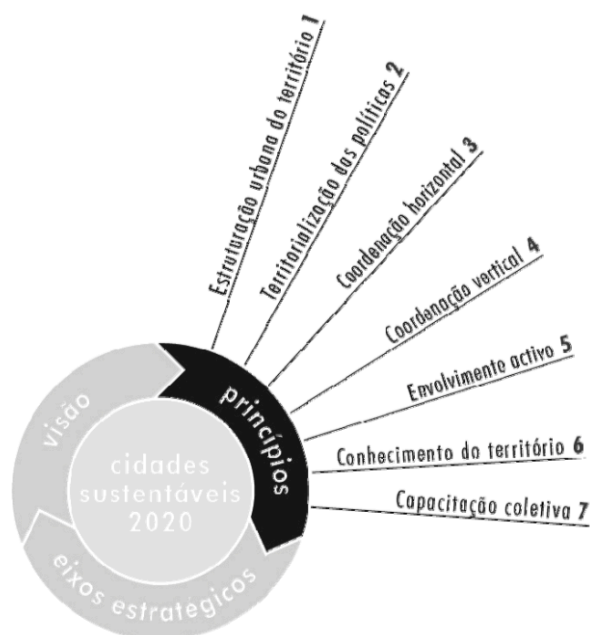 Estruturação urbana do território 1
Territorialização das políticas 2
Coordenação horizontal 3
Coordenação vertical 4
Envolvimento activo 5
Conhecimento do território 6
Capacitação coletiva 7
princípios
visão
cidades
sustentáveis
2020
eixos estratégicos